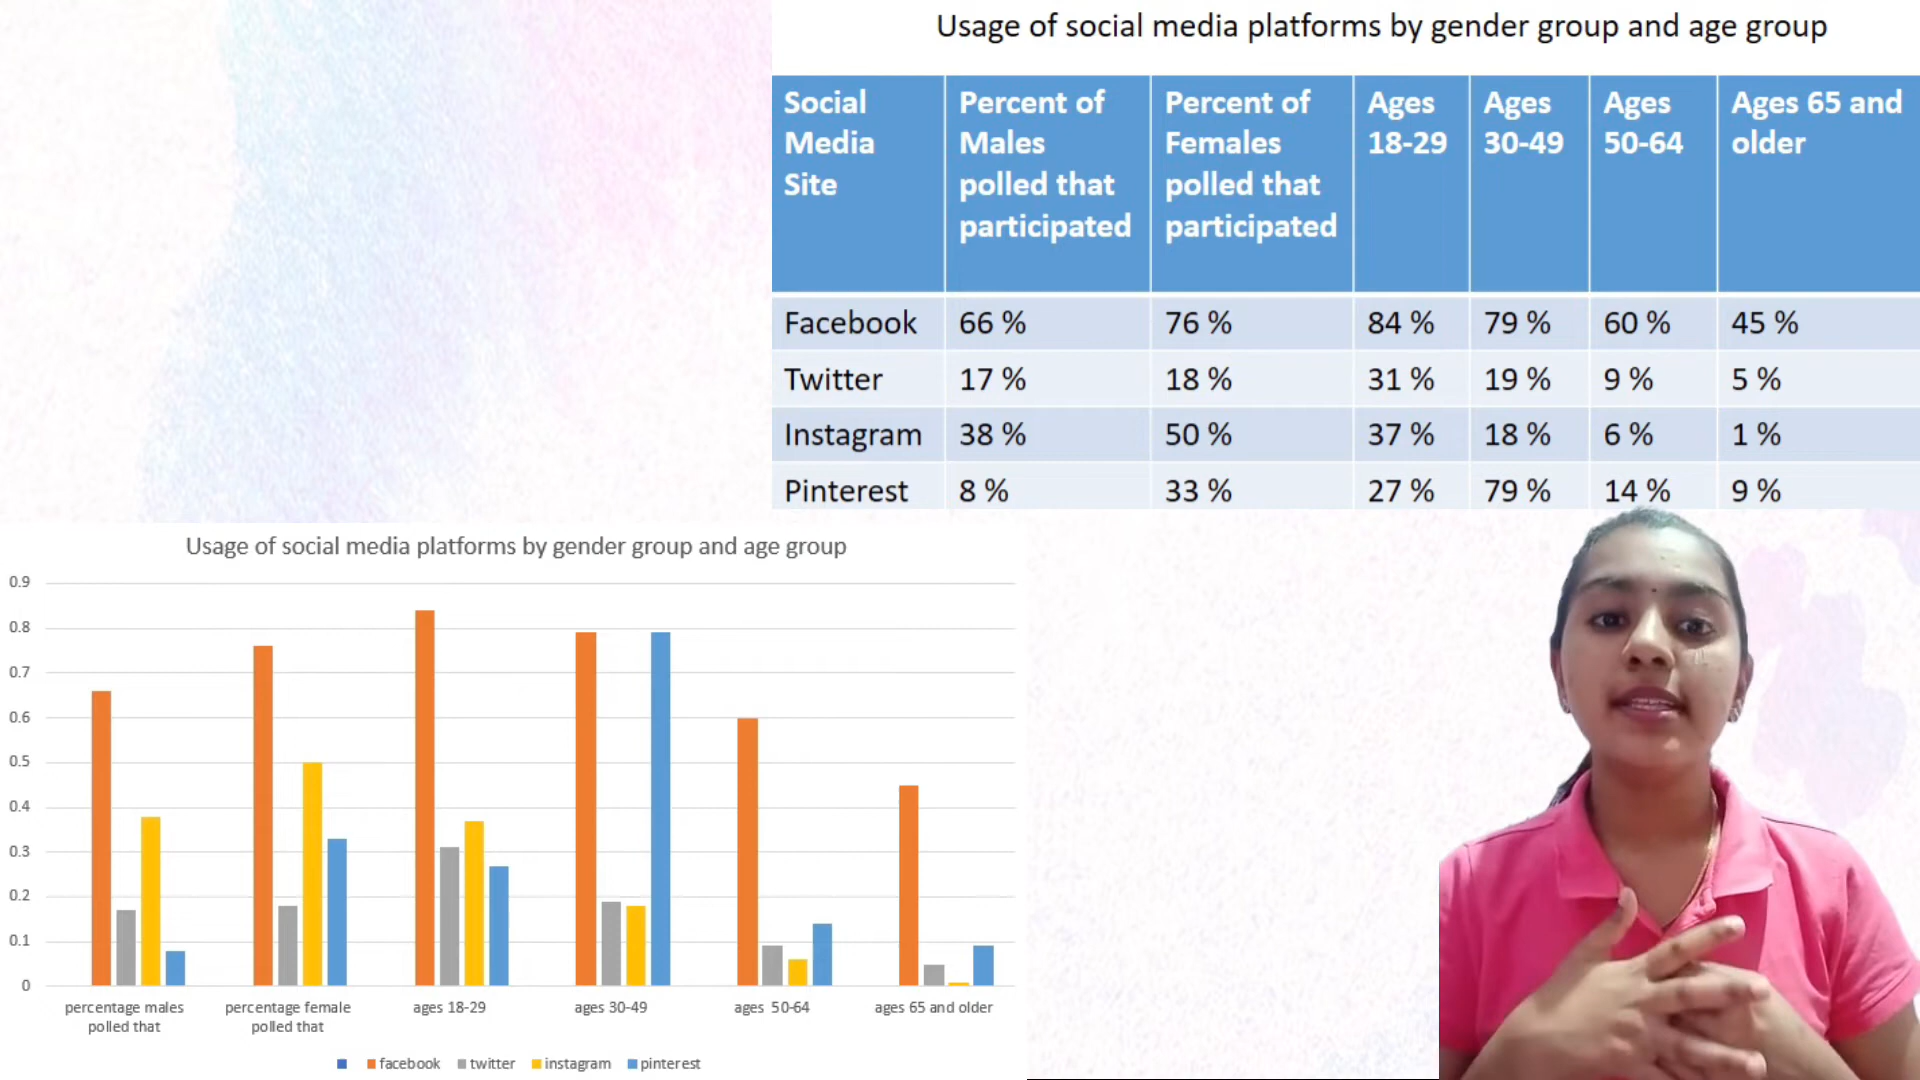 Usage of social media platforms by gender group and age group
Social Media Site Percent of Males polled that participated Percent of Females polled that participated Ages 18-29 Ages 30-49 Ages 50-64 Ages 65 and older
Facebook 66 % 76 % 84 % 79 % 60 % 45 %
Twitter 17 % 18 % 31 % 19 % 9 % 5 %
Instagram 38 % 50 % 37 % 18 % 6 % 1 %
Pinterest 8 % 33 % 27 % 79 % 14 % 9 %
Usage of social media platforms by gender group and age group
0.9
0.8
0.7
0.6
0.5
0.4
0.3
0.2
0.1
0
percentage males polled that
percentage female polled that
ages 18-29
ages 30-49
ages 50-64
ages 65 and older
facebook twitter instagram pinterest